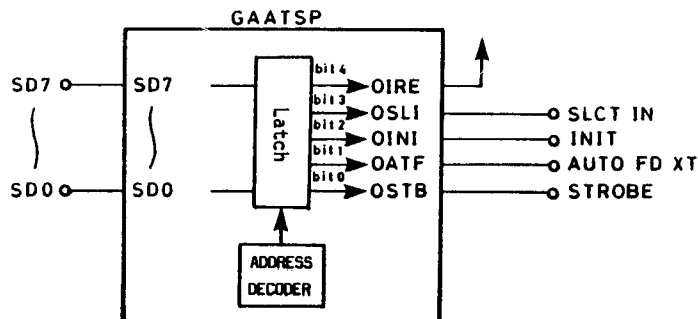 GAATSP
SD7 SD7 bit4 OIRE
bit3 OSLI SLCT IN
Latch bit2 OINI INIT
bit1 OATF AUTO FD XT
SD0 SD0 bit0 OSTB STROBE
ADDRESS
DECODER